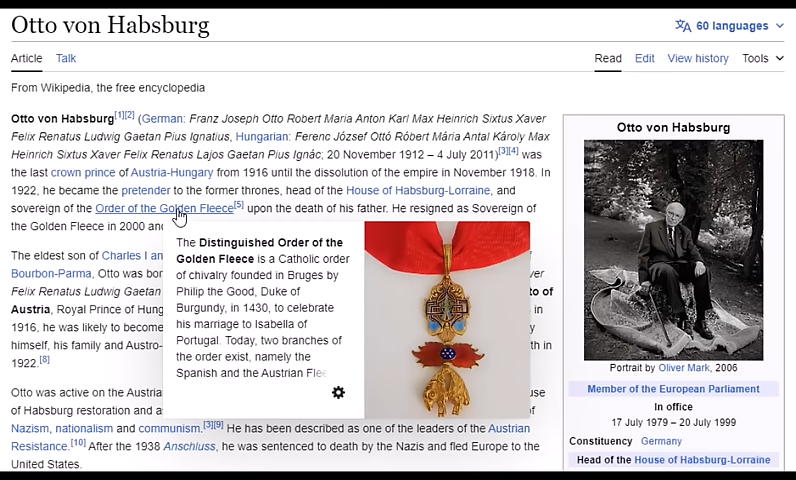 Otto von Habsburg
60 languages
Article Talk Read Edit View history Tools
From Wikipedia, the free encyclopedia
Otto von Habsburg[1][2] (German: Franz Joseph Otto Robert Maria Anton Karl Max Heinrich Sixtus Xaver
Felix Renatus Ludwig Gaetan Pius Ignatius, Hungarian: Ferenc József Ottó Róbert Mária Antal Károly Max
Heinrich Sixtus Xaver Felix Renatus Lajos Gaetan Pius Ignác; 20 November 1912 – 4 July 2011)[3][4] was
the last crown prince of Austria-Hungary from 1916 until the dissolution of the empire in November 1918. In
1922, he became the pretender to the former thrones, head of the House of Habsburg-Lorraine, and
sovereign of the Order of the Golden Fleece[5] upon the death of his father. He resigned as Sovereign of
the Golden Fleece in 2000 and
The eldest son of Charles I an
Bourbon-Parma, Otto was bor ver
Felix Renatus Ludwig Gaetan to of
Austria, Royal Prince of Hung in
1916, he was likely to become
himself, his family and Austro- th in
1922.[8]
The Distinguished Order of the
Golden Fleece is a Catholic order
of chivalry founded in Bruges by
Philip the Good, Duke of
Burgundy, in 1430, to celebrate
his marriage to Isabella of
Portugal. Today, two branches of
the order exist, namely the
Spanish and the Austrian Flee
Otto was active on the Austria use
of Habsburg restoration and a of
Nazism, nationalism and communism.[3][9] He has been described as one of the leaders of the Austrian
Resistance.[10] After the 1938 Anschluss, he was sentenced to death by the Nazis and fled Europe to the
United States.
Otto von Habsburg
Portrait by Oliver Mark, 2006
Member of the European Parliament
In office
17 July 1979 – 20 July 1999
Constituency Germany
Head of the House of Habsburg-Lorraine